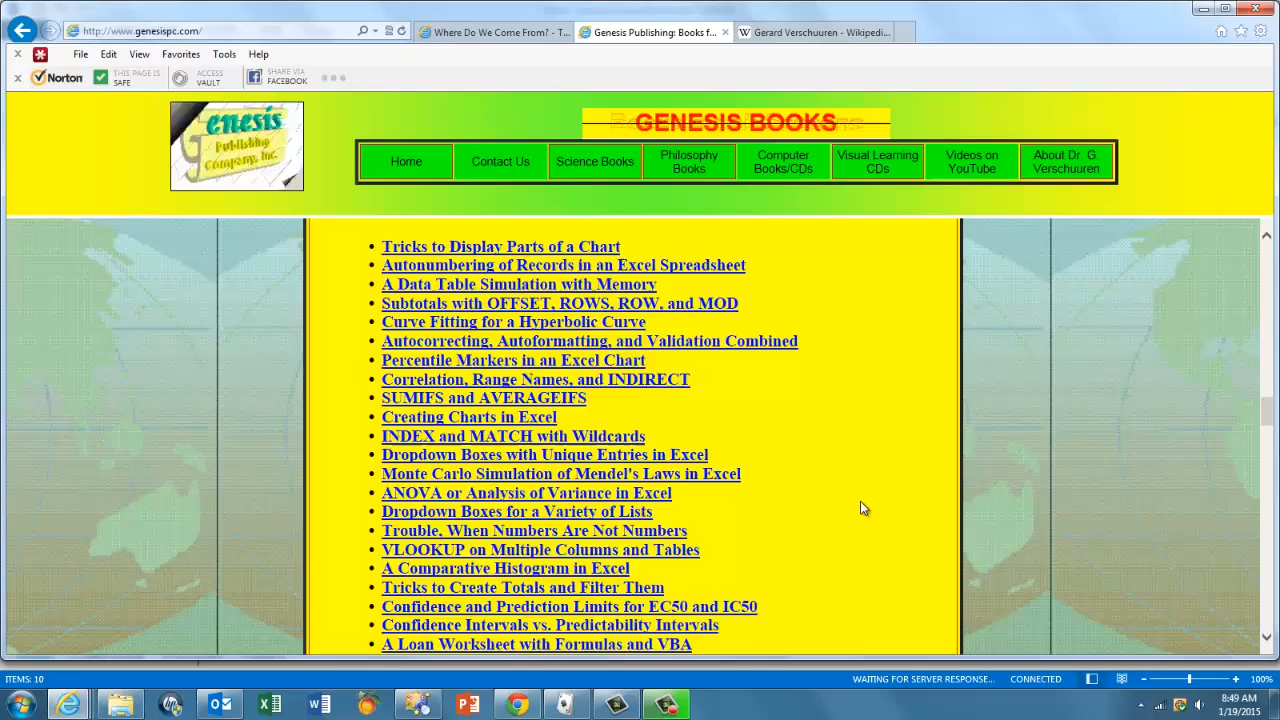 http://www.genesispc.com/
Where Do We Come From? - T...
Genesis Publishing: Books f...
Gerard Verschuuren - Wikipedi...
File Edit View Favorites Tools Help
Norton
THIS PAGE IS
SAFE
ACCESS
VAULT
SHARE VIA
FACEBOOK
Genesis
Publishing
Company, Inc.
GENESIS BOOKS
Home
Contact Us
Science Books
Philosophy
Books
Computer
Books/CDs
Visual Learning
CDs
Videos on
YouTube
About Dr. G.
Verschuuren
• Tricks to Display Parts of a Chart
• Autonumbering of Records in an Excel Spreadsheet
• A Data Table Simulation with Memory
• Subtotals with OFFSET, ROWS, ROW, and MOD
• Curve Fitting for a Hyperbolic Curve
• Autocorrecting, Autoformatting, and Validation Combined
• Percentile Markers in an Excel Chart
• Correlation, Range Names, and INDIRECT
• SUMIFS and AVERAGEIFS
• Creating Charts in Excel
• INDEX and MATCH with Wildcards
• Dropdown Boxes with Unique Entries in Excel
• Monte Carlo Simulation of Mendel's Laws in Excel
• ANOVA or Analysis of Variance in Excel
• Dropdown Boxes for a Variety of Lists
• Trouble, When Numbers Are Not Numbers
• VLOOKUP on Multiple Columns and Tables
• A Comparative Histogram in Excel
• Tricks to Create Totals and Filter Them
• Confidence and Prediction Limits for EC50 and IC50
• Confidence Intervals vs. Predictability Intervals
• A Loan Worksheet with Formulas and VBA
ITEMS: 10
WAITING FOR SERVER RESPONSE...
CONNECTED
100%
8:49 AM
1/19/2015